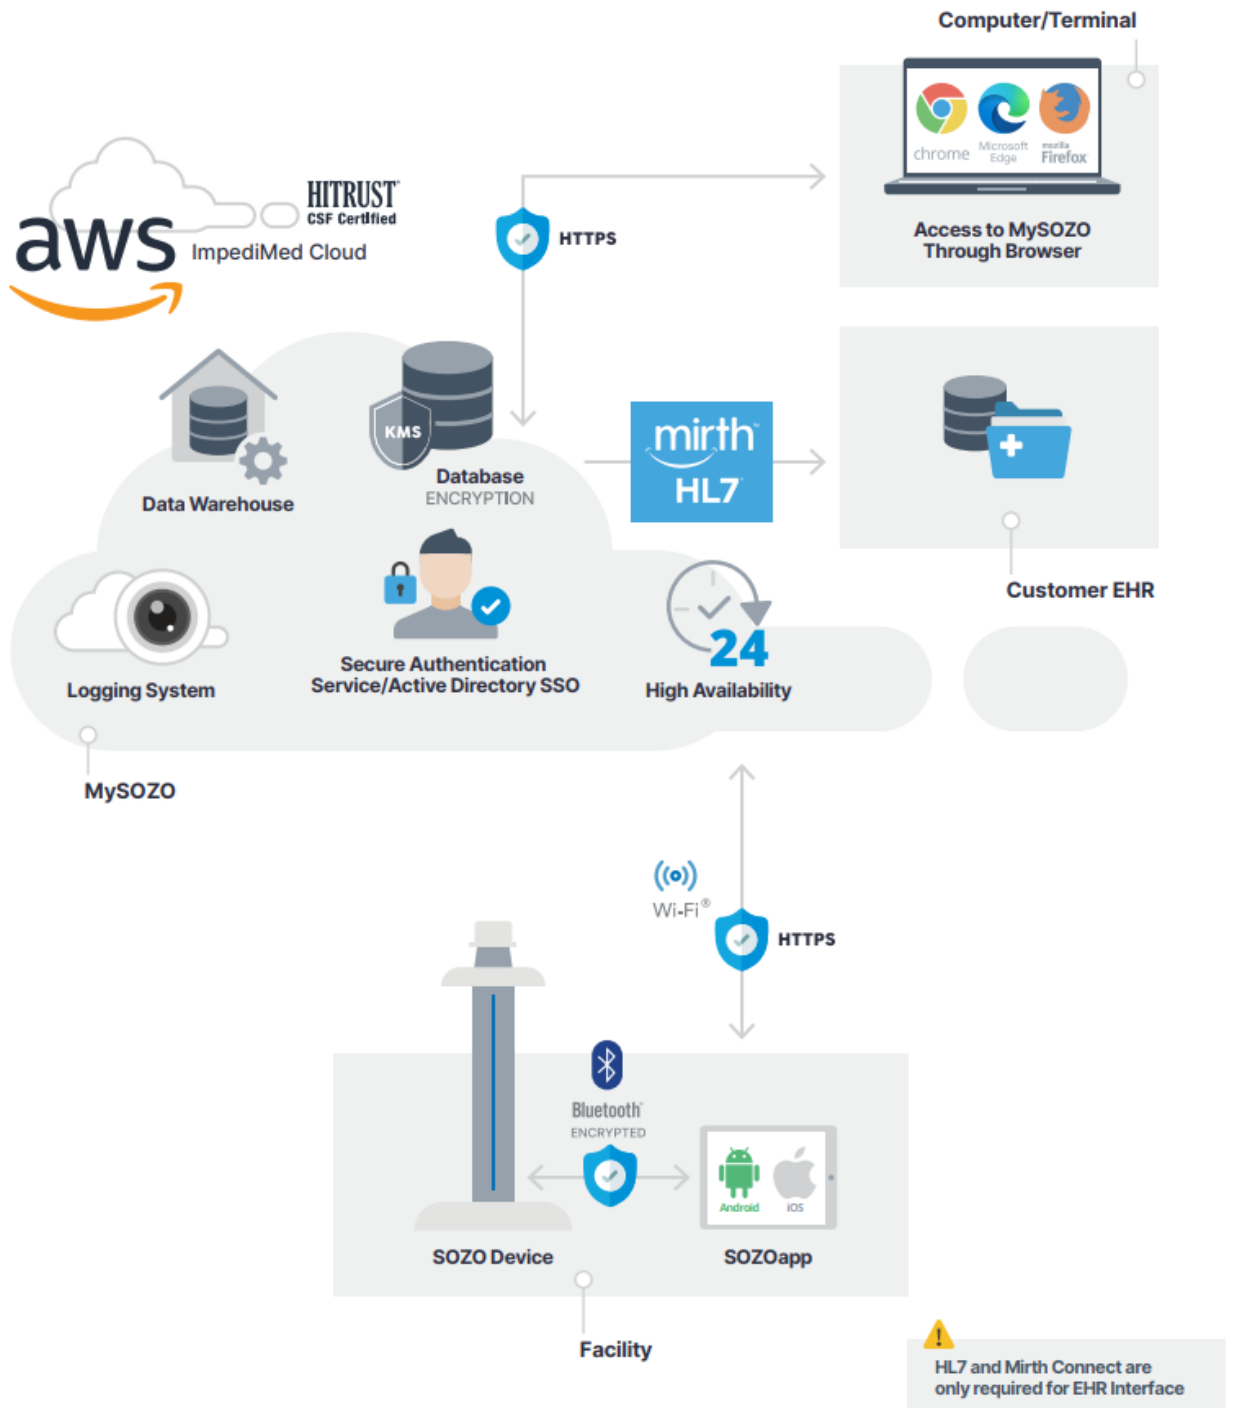 Computer/Terminal
chrome
Microsoft
Edge
mozilla
Firefox
Access to MySOZO
Through Browser
HITRUST
CSF Certified
aws
ImpediMed Cloud
HTTPS
KMS
Database
ENCRYPTION
Data Warehouse
mirth™
HL7
Customer EHR
Logging System
Secure Authentication
Service/Active Directory SSO
24
High Availability
MySOZO
Wi-Fi®
HTTPS
Bluetooth
ENCRYPTED
Android
iOS
SOZO Device
SOZOapp
Facility
HL7 and Mirth Connect are
only required for EHR Interface